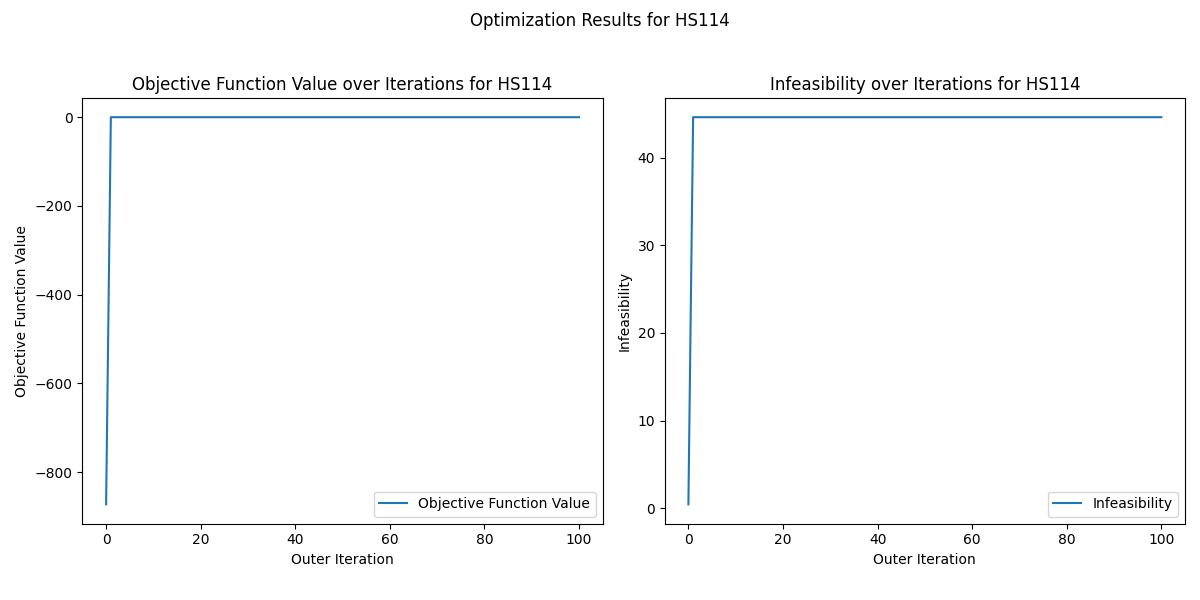 Optimization Results for HS114
Objective Function Value over Iterations for HS114
0
−200
−400
−600
−800
Objective Function Value
Objective Function Value
0
20
40
60
80
100
Outer Iteration
Infeasibility over Iterations for HS114
40
30
20
10
0
Infeasibility
Infeasibility
0
20
40
60
80
100
Outer Iteration